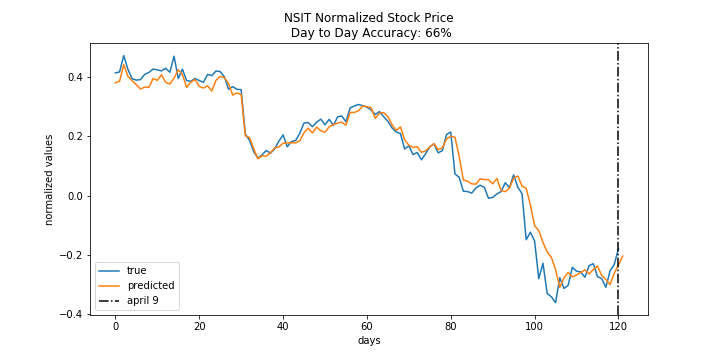 NSIT Normalized Stock Price
Day to Day Accuracy: 66%
normalized values
0.4
0.2
0.0
−0.2
−0.4
true
predicted
april 9
0
20
40
60
80
100
120
days